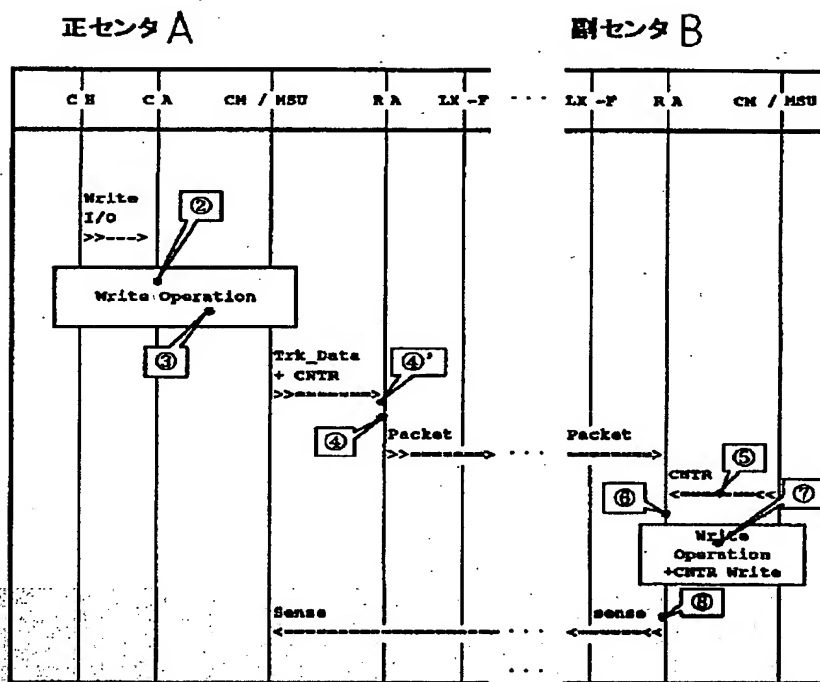 正センタ A
副センタ B
CH CA CM / MSU RA LX-F ··· LX-F RA CM / MSU
Write
I/O
>>--->
②
Write Operation
③
Trk_Data
+ CNTR
④'
④
Packet
Packet
CNTR
⑤
⑥
⑦
Write
Operation
+CNTR Write
⑧
Sense
sense